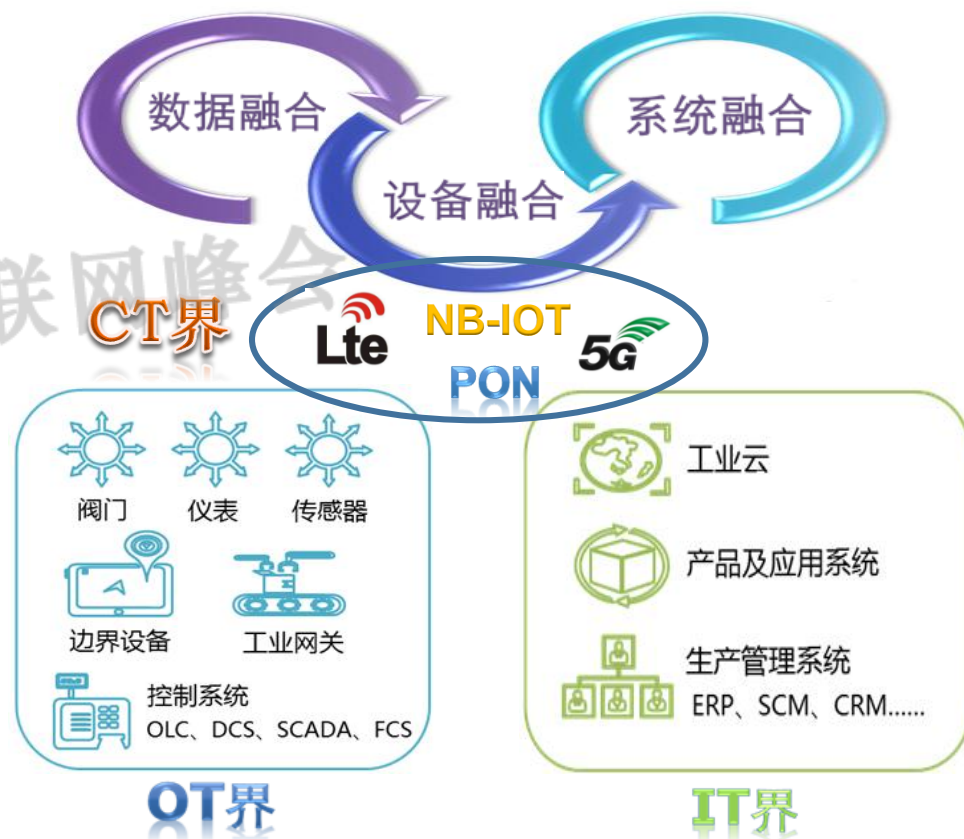 数据融合
系统融合
设备融合
联网峰会
CT界
Lte
NB-IOT
5G
PON
阀门
仪表
传感器
边界设备
工业网关
控制系统
OLC、DCS、SCADA、FCS
OT界
工业云
产品及应用系统
生产管理系统
ERP、SCM、CRM......
IT界